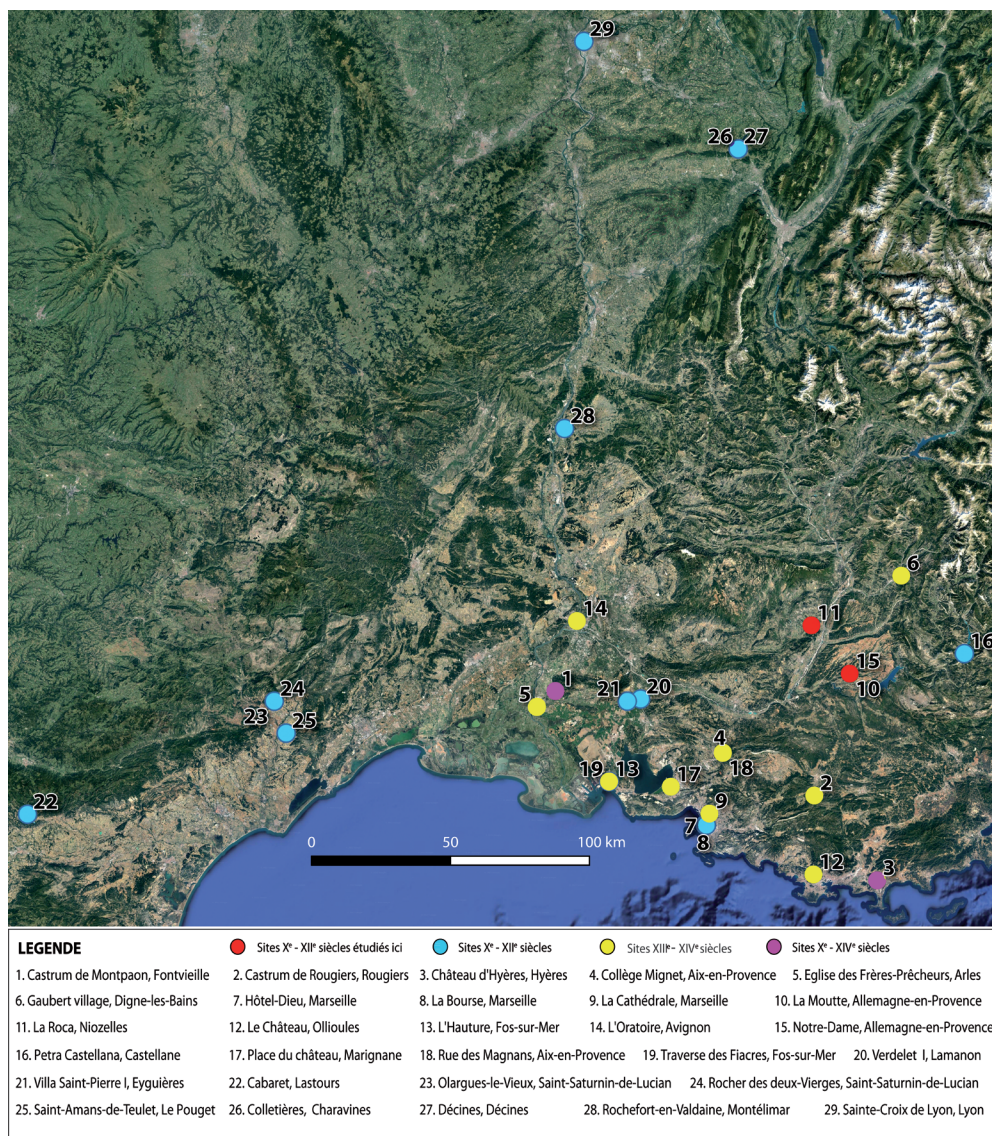 29
26 27
28
6
14
11
16
15
1
10
24
21 20
5
23
25
4
18
19 13
17
2
22
9
7
0 50 100 km
8
12
3
LEGENDE
Sites Xᵉ - XIIᵉ siècles étudiés ici
Sites Xᵉ - XIIᵉ siècles
Sites XIIIᵉ - XIVᵉ siècles
Sites Xᵉ - XIVᵉ siècles
1. Castrum de Montpaon, Fontvieille 2. Castrum de Rougiers, Rougiers 3. Château d'Hyères, Hyères 4. Collège Mignet, Aix-en-Provence 5. Eglise des Frères-Prêcheurs, Arles
6. Gaubert village, Digne-les-Bains 7. Hôtel-Dieu, Marseille 8. La Bourse, Marseille 9. La Cathédrale, Marseille 10. La Moutte, Allemagne-en-Provence
11. La Roca, Niozelles 12. Le Château, Ollioules 13. L'Hauture, Fos-sur-Mer 14. L'Oratoire, Avignon 15. Notre-Dame, Allemagne-en-Provence
16. Petra Castellana, Castellane 17. Place du château, Marignane 18. Rue des Magnans, Aix-en-Provence 19. Traverse des Fiacres, Fos-sur-Mer 20. Verdelet I, Lamanon
21. Villa Saint-Pierre I, Eyguières 22. Cabaret, Lastours 23. Olargues-le-Vieux, Saint-Saturnin-de-Lucian 24. Rocher des deux-Vierges, Saint-Saturnin-de-Lucian
25. Saint-Amans-de-Teulet, Le Pouget 26. Colletières, Charavines 27. Décines, Décines 28. Rochefort-en-Valdaine, Montélimar 29. Sainte-Croix de Lyon, Lyon